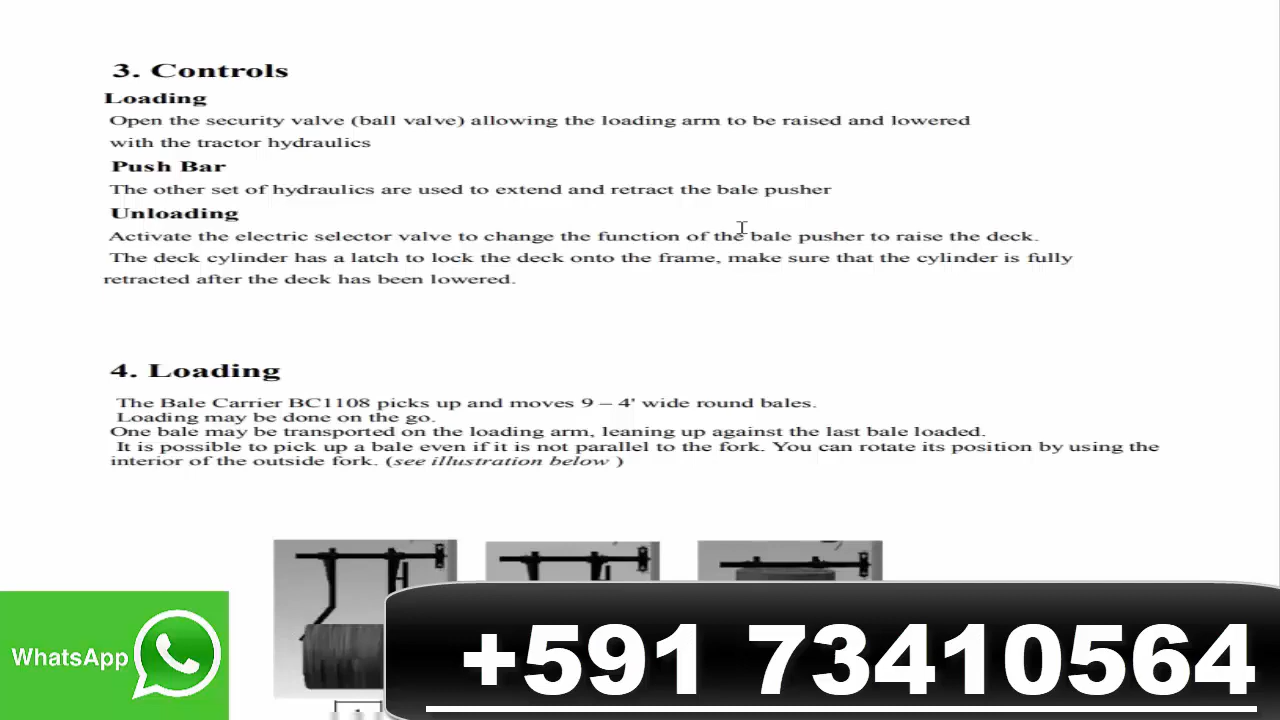 3. Controls
Loading
Open the security valve (ball valve) allowing the loading arm to be raised and lowered
with the tractor hydraulics
Push Bar
The other set of hydraulics are used to extend and retract the bale pusher
Unloading
Activate the electric selector valve to change the function of the bale pusher to raise the deck.
The deck cylinder has a latch to lock the deck onto the frame, make sure that the cylinder is fully
retracted after the deck has been lowered.
4. Loading
The Bale Carrier BC1108 picks up and moves 9 – 4' wide round bales.
Loading may be done on the go.
One bale may be transported on the loading arm, leaning up against the last bale loaded.
It is possible to pick up a bale even if it is not parallel to the fork. You can rotate its position by using the
interior of the outside fork. (see illustration below )
WhatsApp
+591 73410564